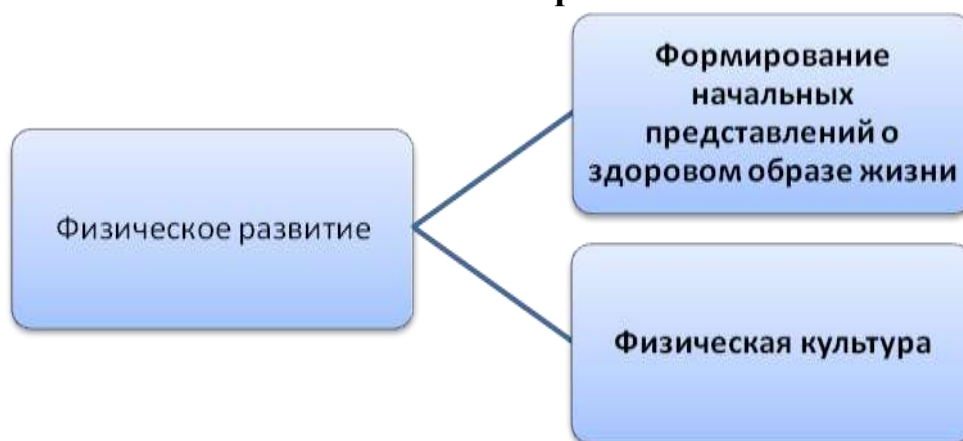 Физическое развитие
Формирование
начальных
представлений о
здоровом образе жизни
Физическая культура